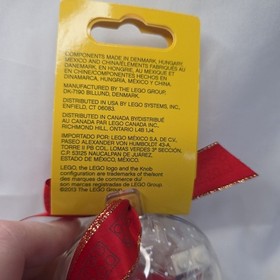 COMPONENTS MADE IN DENMARK, HUNGARY,
MEXICO AND CHINA/ÉLÉMENTS FABRIQUÉS AU
DANEMARK, EN HONGRIE, AU MEXIQUE ET
EN CHINE/COMPONENTES HECHOS EN
DINAMARCA, HUNGRÍA, MÉXICO Y CHINA
MANUFACTURED BY THE LEGO GROUP,
DK-7190 BILLUND, DENMARK.
DISTRIBUTED IN USA BY LEGO SYSTEMS, INC.
ENFIELD, CT 06083.
DISTRIBUTED IN CANADA BY/DISTRIBUÉ
AU CANADA PAR LEGO CANADA INC.
RICHMOND HILL, ONTARIO L4B
IMPORTADO POR: LEGO MÉXICO S.A. DE C.V.,
PASEO ALEXANDER VON HUMBOLDT 43-A,
TORRE II PB COL. LOMAS VERDES 3ª SECCIÓN,
C.P. 53125 NAUCALPAN DE JUÁREZ,
ESTADO DE MÉXICO, MÉXICO.
LEGO, the LEGO logo and the Knob
configuration are trademarks of the/sont
des marques de commerce de/
son marcas registradas de LEGO Group.
©2013 The LEGO Group.